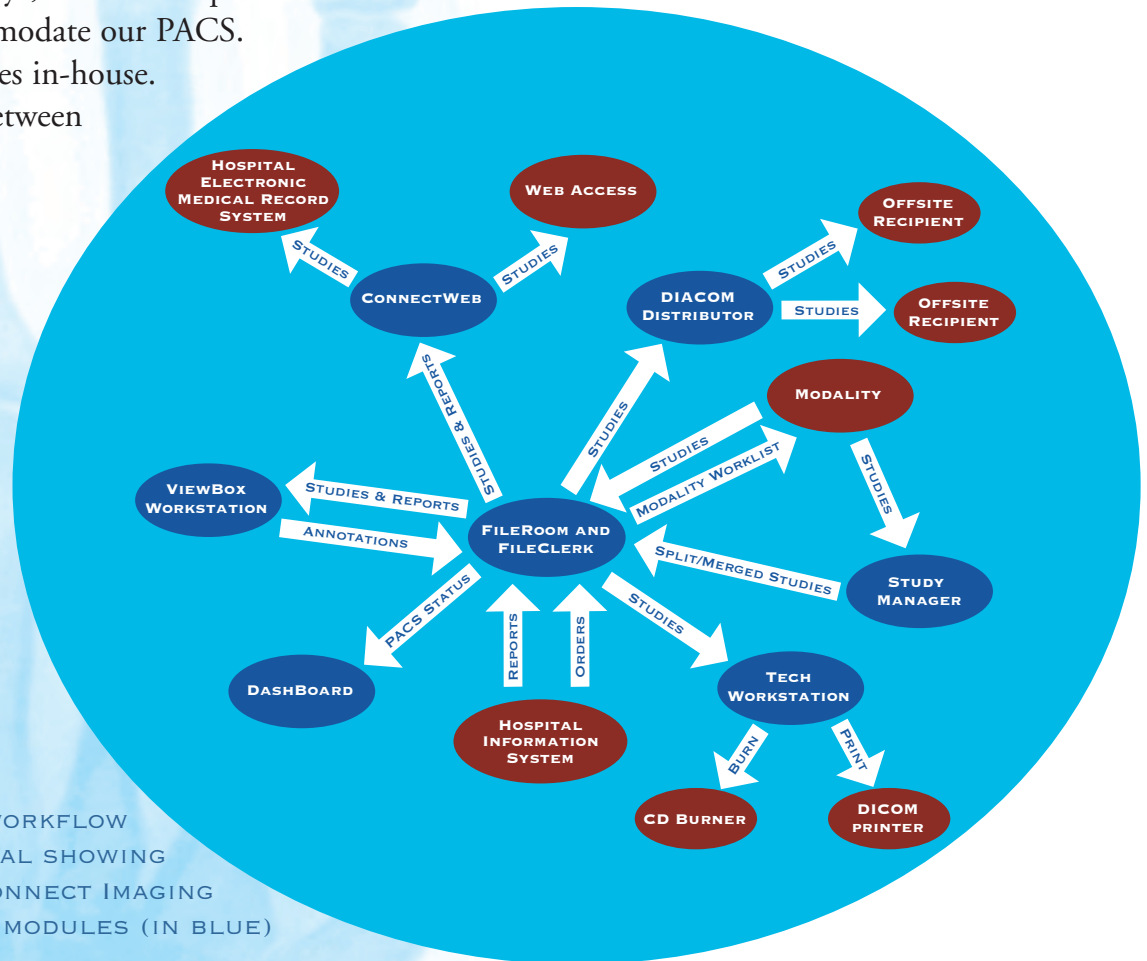 modate our PACS.
es in-house.
etween
Hospital
Electronic
Medical Record
System
Web Access
Offsite
Recipient
Studies
Studies
Studies
ConnectWeb
DIACOM
Distributor
Studies
Offsite
Recipient
Studies & Reports
Studies
Modality
Studies
Modality Worklist
Studies
ViewBox
Workstation
Studies & Reports
Annotations
FileRoom and
FileClerk
Split/Merged Studies
Study
Manager
PACS Status
Reports
Orders
Studies
DashBoard
Tech
Workstation
Hospital
Information
System
Burn
Print
CD Burner
DICOM
printer
workflow
al showing
onnect Imaging
modules (in blue)